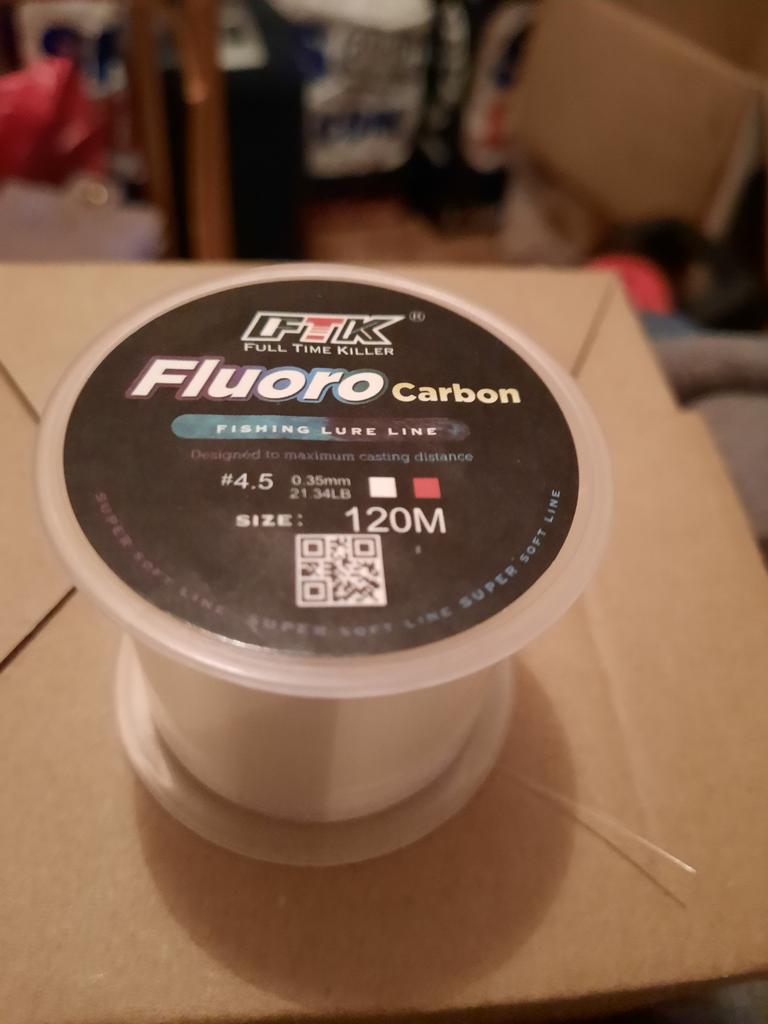 FTK®
FULL TIME KILLER
Fluoro Carbon
FISHING LURE LINE
Designed to maximum casting distance
#4.5 0.35mm
21.34LB
SIZE: 120M
SUPER SOFT LINE SUPER SOFT LINE SUPER SOFT LINE